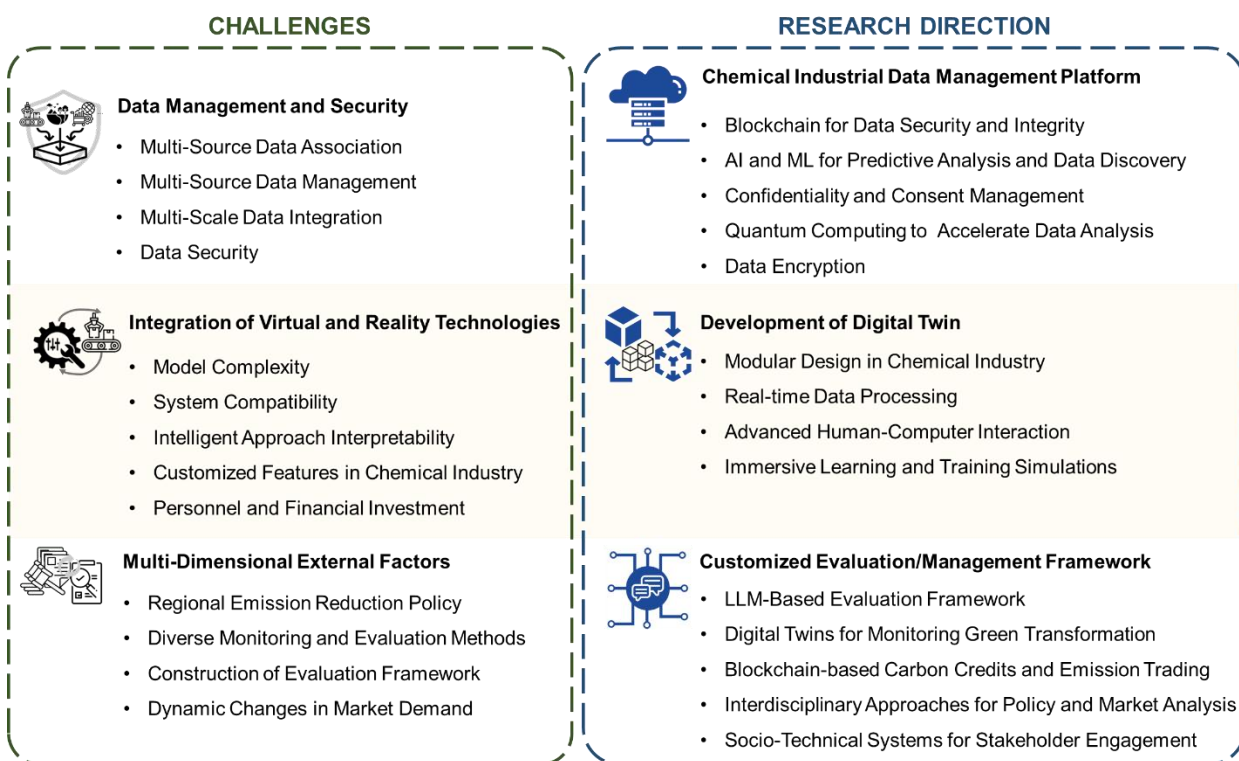 CHALLENGES
Data Management and Security
• Multi-Source Data Association
• Multi-Source Data Management
• Multi-Scale Data Integration
• Data Security
Integration of Virtual and Reality Technologies
• Model Complexity
• System Compatibility
• Intelligent Approach Interpretability
• Customized Features in Chemical Industry
• Personnel and Financial Investment
Multi-Dimensional External Factors
• Regional Emission Reduction Policy
• Diverse Monitoring and Evaluation Methods
• Construction of Evaluation Framework
• Dynamic Changes in Market Demand
RESEARCH DIRECTION
Chemical Industrial Data Management Platform
• Blockchain for Data Security and Integrity
• AI and ML for Predictive Analysis and Data Discovery
• Confidentiality and Consent Management
• Quantum Computing to Accelerate Data Analysis
• Data Encryption
Development of Digital Twin
• Modular Design in Chemical Industry
• Real-time Data Processing
• Advanced Human-Computer Interaction
• Immersive Learning and Training Simulations
Customized Evaluation/Management Framework
• LLM-Based Evaluation Framework
• Digital Twins for Monitoring Green Transformation
• Blockchain-based Carbon Credits and Emission Trading
• Interdisciplinary Approaches for Policy and Market Analysis
• Socio-Technical Systems for Stakeholder Engagement